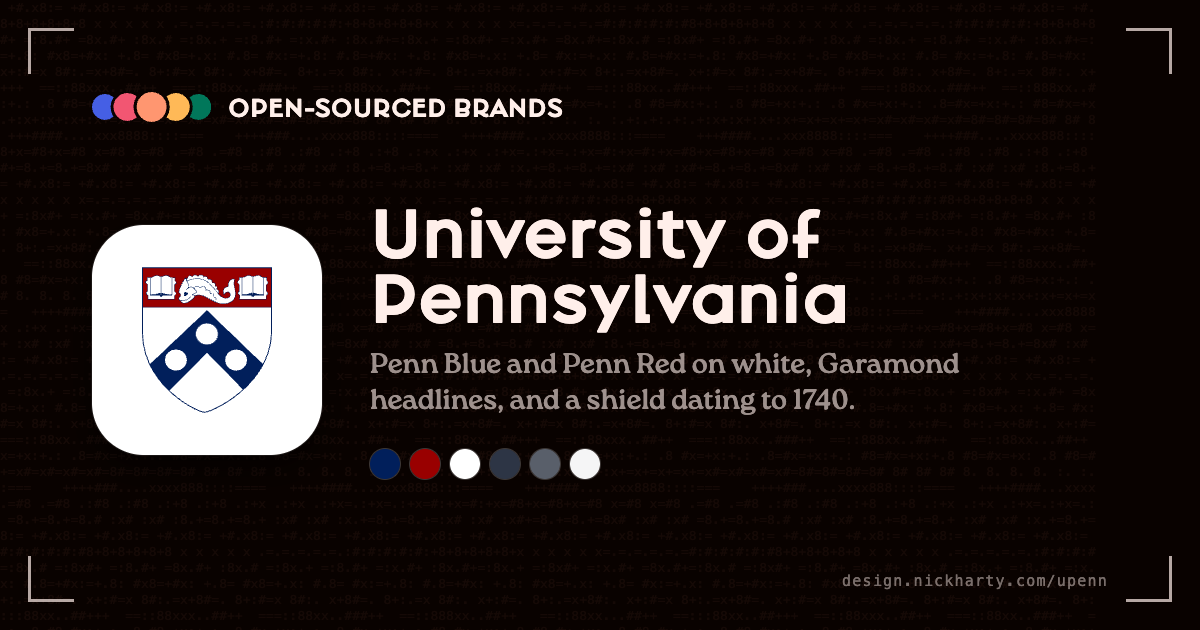 OPEN-SOURCED BRANDS
University of
Pennsylvania
Penn Blue and Penn Red on white, Garamond
headlines, and a shield dating to 1740.
design.nickharty.com/upenn